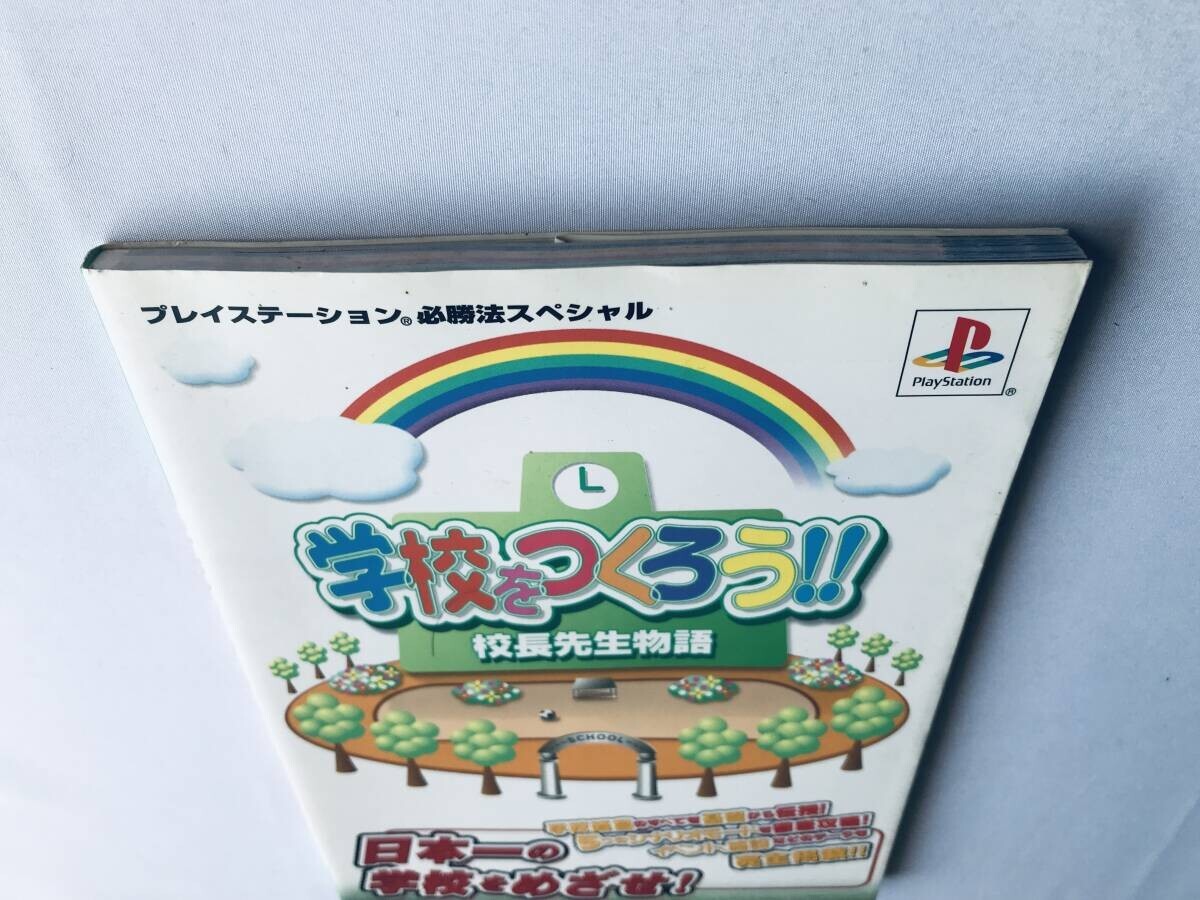 プレイステーション®必勝法スペシャル
PlayStation®
学校をつくろう!!
校長先生物語
SCHOOL
日本一の
学校をめざせ!